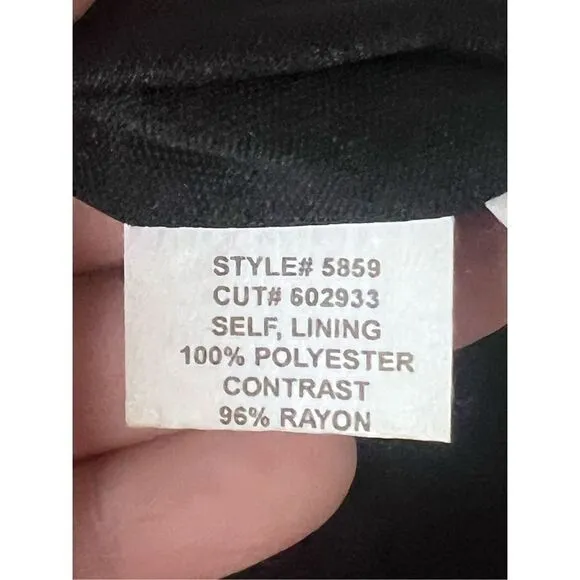 STYLE# 5859
CUT# 602933
SELF, LINING
100% POLYESTER
CONTRAST
96% RAYON